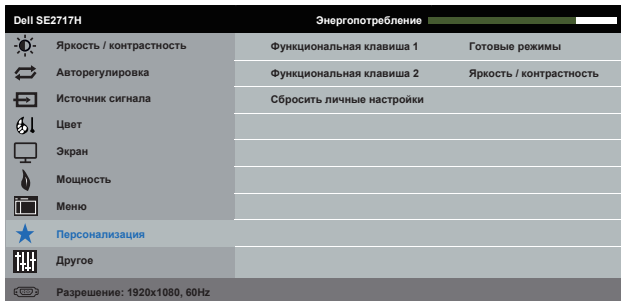 Dell SE2717H Энергопотребление
Яркость / контрастность Функциональная клавиша 1 Готовые режимы
Авторегулировка Функциональная клавиша 2 Яркость / контрастность
Источник сигнала Сбросить личные настройки
Цвет
Экран
Мощность
Меню
Персонализация
Другое
Разрешение: 1920x1080, 60Hz